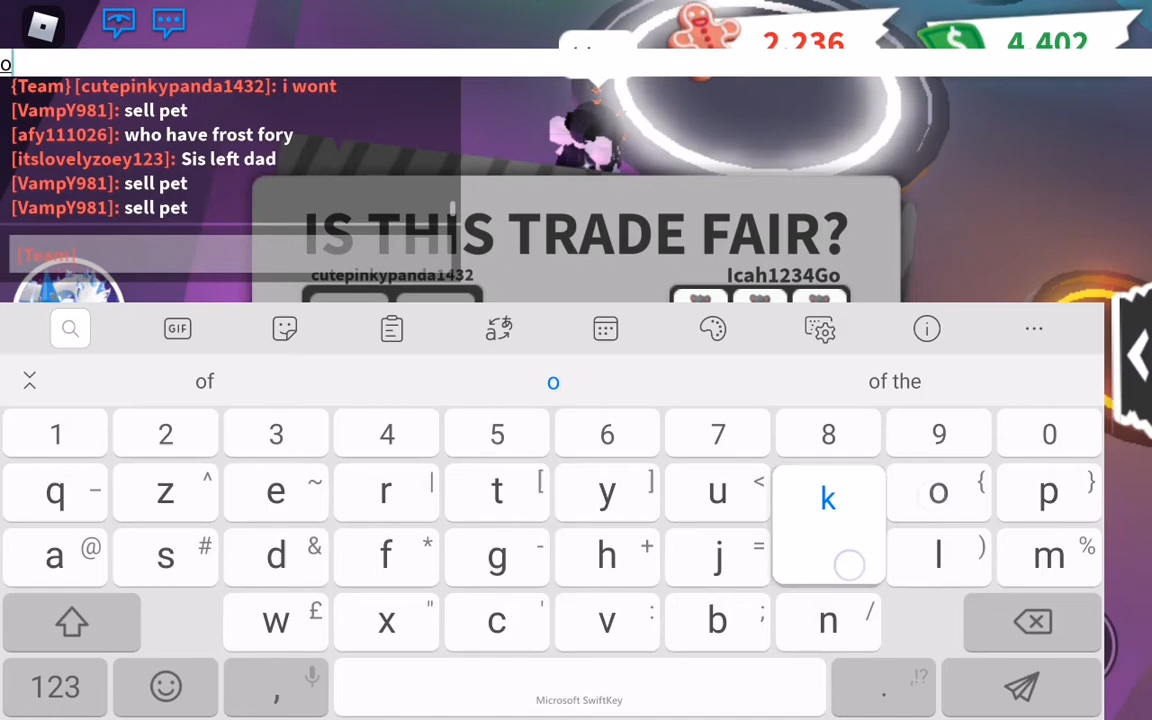 2,236
4,402
o
{Team} [cutepinkypanda1432]: i wont
[VampY981]: sell pet
[afy111026]: who have frost fory
[itslovelyzoey123]: Sis left dad
[VampY981]: sell pet
[VampY981]: sell pet
[Team]
IS THIS TRADE FAIR?
cutepinkypanda1432 Icah1234Go
GIF
of o of the
1 2 3 4 5 6 7 8 9 0
q – z ^ e ~ r | t [ y ] u < k o { p }
a @ s # d & f * g - h + j = l ) m %
w £ x " c ' v : b ; n /
123 , . ,!?
Microsoft SwiftKey